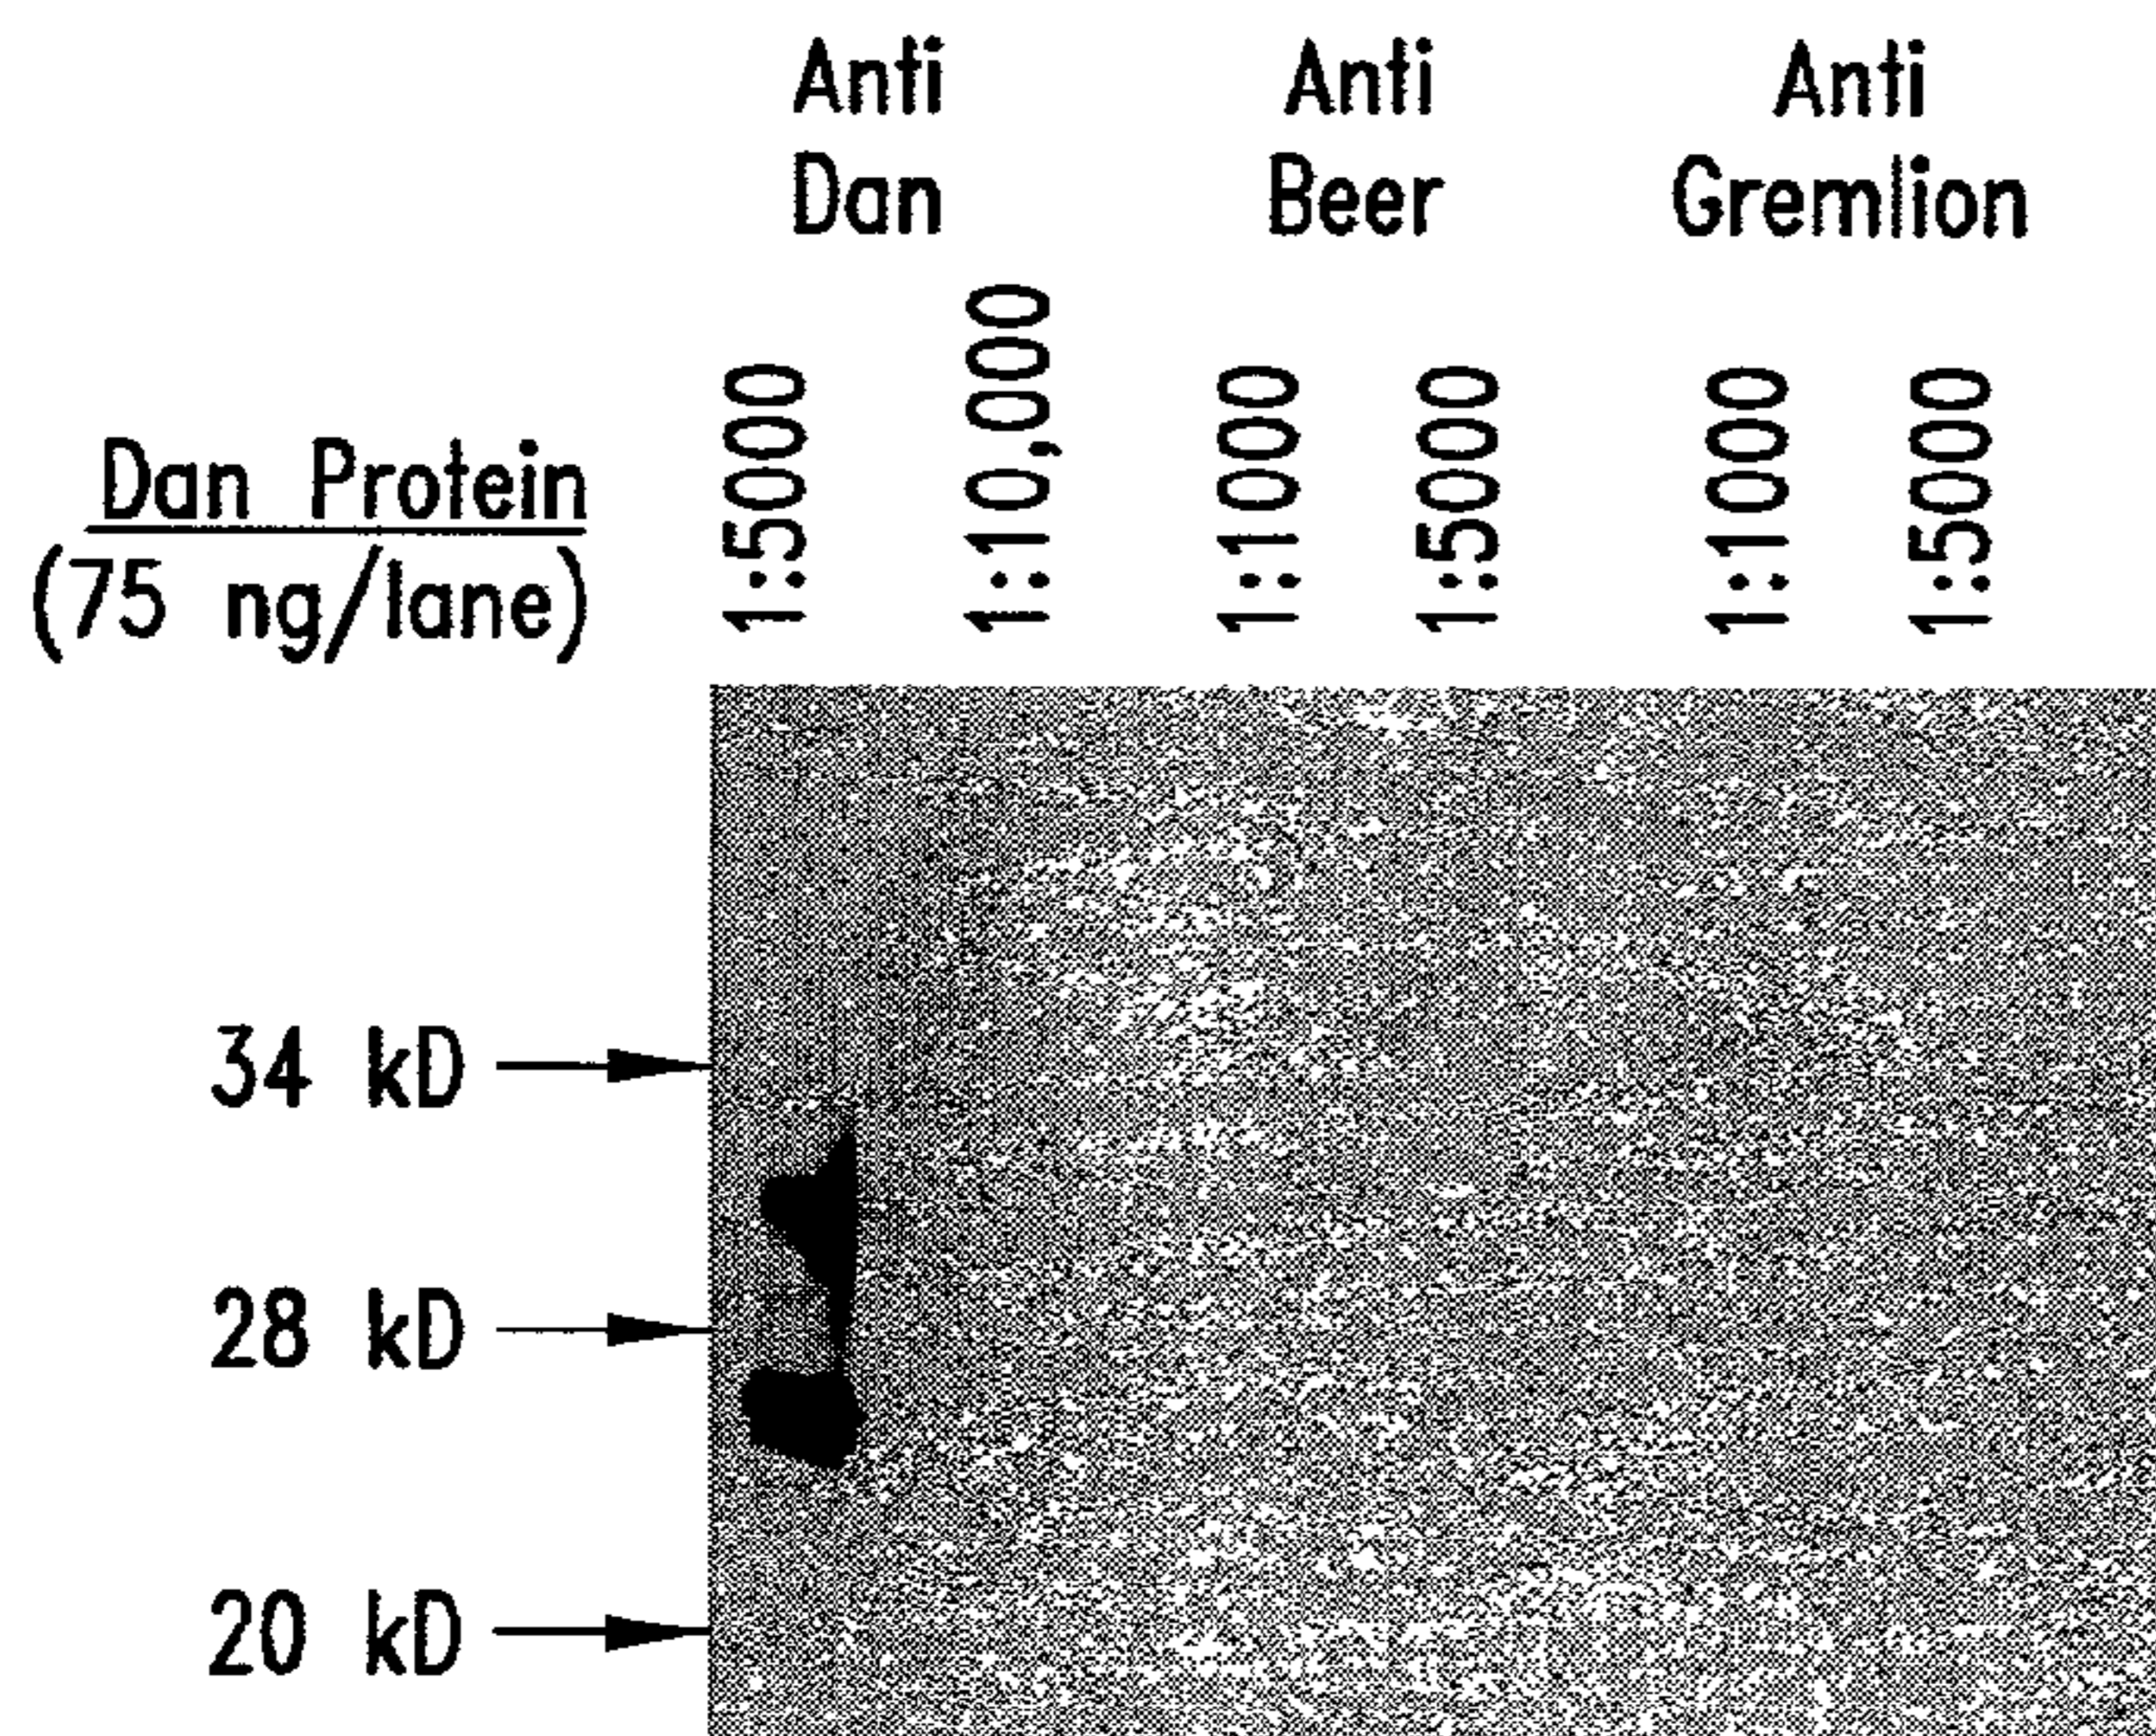 Anti Anti Anti
Dan Beer Gremlion
1:5000 1:10,000 1:1000 1:5000 1:1000 1:5000
Dan Protein
(75 ng/lane)
34 kD
28 kD
20 kD